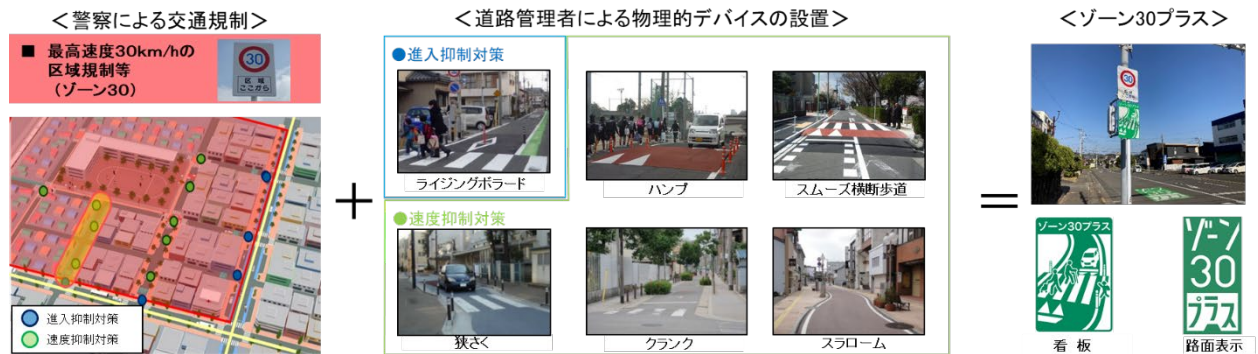 ＜警察による交通規制＞
■ 最高速度30km/hの
区域規制等
（ゾーン30）
30
区域
ここから
進入抑制対策
速度抑制対策
＋
＜道路管理者による物理的デバイスの設置＞
●進入抑制対策
ライジングボラード
ハンプ
スムーズ横断歩道
●速度抑制対策
狭さく
クランク
スラローム
＝
＜ゾーン30プラス＞
30
ゾーン30プラス
看 板
ゾーン
30
プラス
路面表示